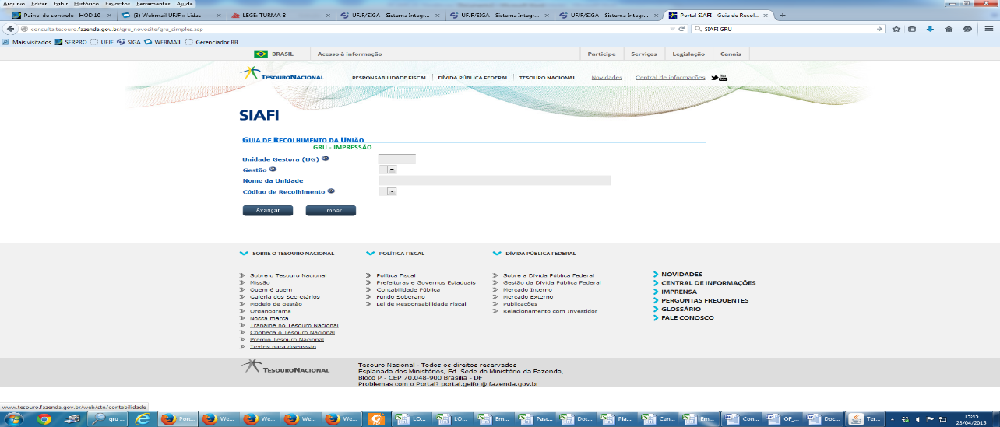 Arquivo Editar Exibir Histórico Favoritos Ferramentas Ajuda
Painel de controle - HOD 10 × (8) Webmail UFJF :: Lidas × LEGE: TURMA B × UFJF/SIGA - Sistema Integr... × UFJF/SIGA - Sistema Integr... × UFJF/SIGA - Sistema Integr... × Portal SIAFI - Guia de Recol... × +
consulta.tesouro.fazenda.gov.br/gru_novosite/gru_simples.asp SIAFI GRU
Mais visitados SERPRO UFJF SIGA WEBMAIL Gerenciador BB
BRASIL Acesso à informação Participe Serviços Legislação Canais
TESOURONACIONAL RESPONSABILIDADE FISCAL DÍVIDA PÚBLICA FEDERAL TESOURO NACIONAL Novidades Central de informações
SIAFI
GUIA DE RECOLHIMENTO DA UNIÃO
GRU - IMPRESSÃO
Unidade Gestora (UG)
Gestão
Nome da Unidade
Código de Recolhimento
Avançar Limpar
SOBRE O TESOURO NACIONAL POLÍTICA FISCAL DÍVIDA PÚBLICA FEDERAL
Sobre o Tesouro Nacional
Missão
Quem é quem
Galeria dos Secretários
Modelo de gestão
Organograma
Nossa marca
Trabalhe no Tesouro Nacional
Conheça o Tesouro Nacional
Prêmio Tesouro Nacional
Textos para discussão
Política Fiscal
Prefeituras e Governos Estaduais
Contabilidade Pública
Fundo Soberano
Lei de Responsabilidade Fiscal
Sobre a Dívida Pública Federal
Gestão da Dívida Pública Federal
Mercado Interno
Mercado Externo
Publicações
Relacionamento com Investidor
NOVIDADES
CENTRAL DE INFORMAÇÕES
IMPRENSA
PERGUNTAS FREQUENTES
GLOSSÁRIO
FALE CONOSCO
TESOURONACIONAL
Tesouro Nacional - Todos os direitos reservados
Esplanada dos Ministérios, Ed. Sede do Ministério da Fazenda,
Bloco P - CEP 70.048-900 Brasília - DF
Problemas com o Portal? portal.geifo @ fazenda.gov.br
www.tesouro.fazenda.gov.br/web/stn/contabilidade
gru ... Port... We... We... We... We... LO... LO... Em... Past... Dot... Pla... Can... Em... Con... OF_... Doc... Ter... 15:45
28/04/2015